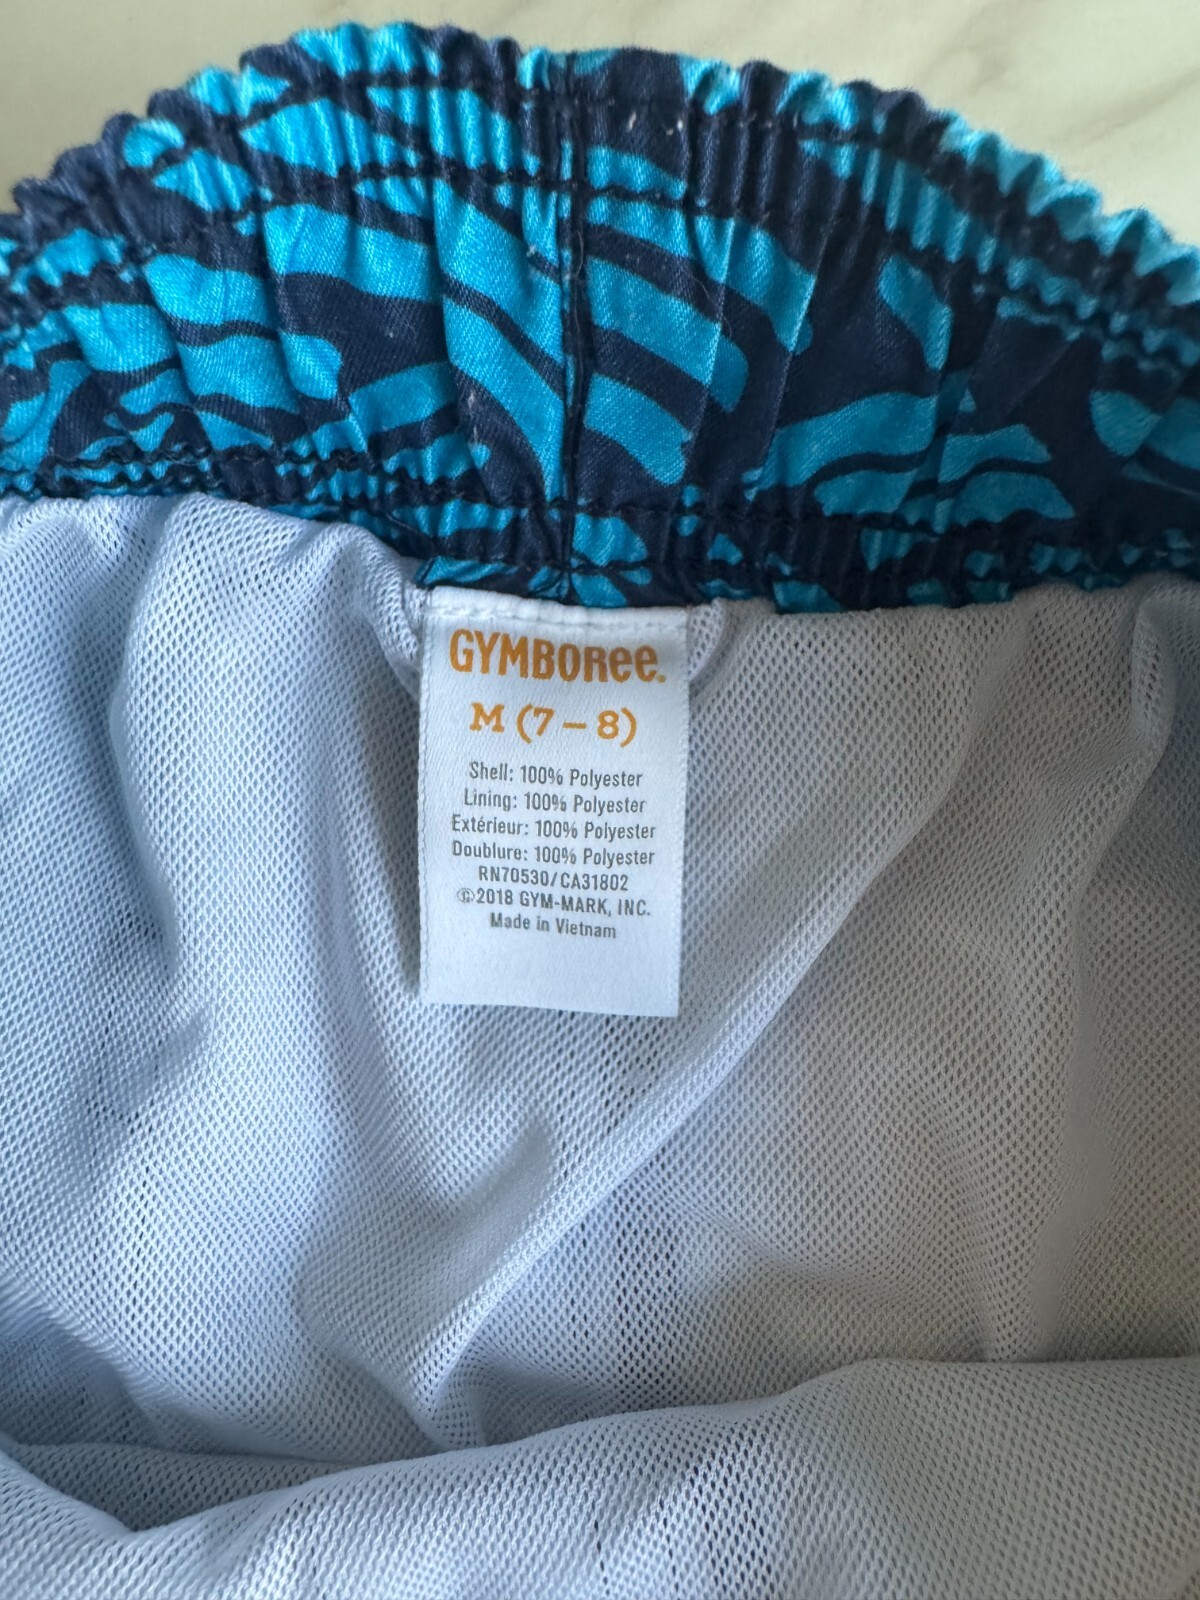 GYMBOREE.
M (7 – 8)
Shell: 100% Polyester
Lining: 100% Polyester
Extérieur: 100% Polyester
Doublure: 100% Polyester
RN70530/CA31802
©2018 GYM-MARK, INC.
Made in Vietnam